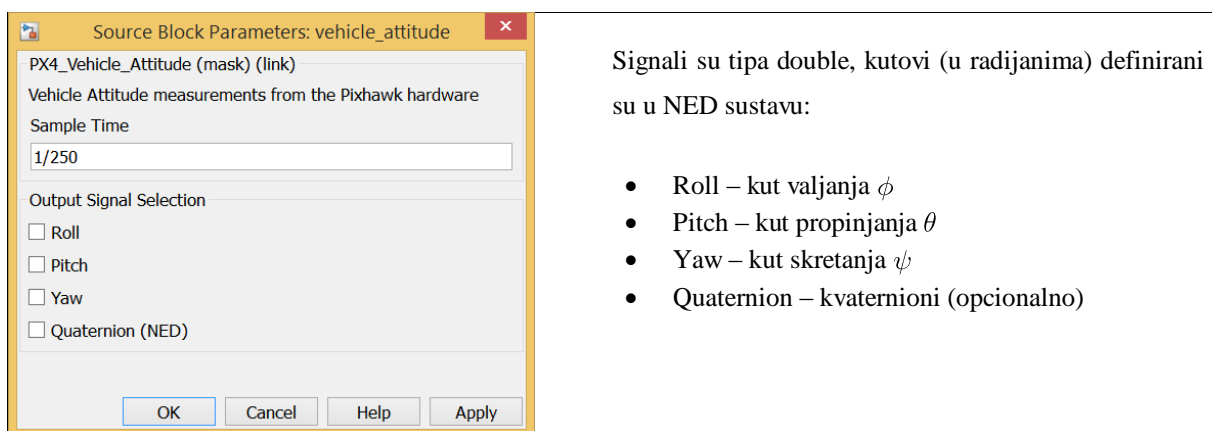 Source Block Parameters: vehicle_attitude
PX4_Vehicle_Attitude (mask) (link)
Vehicle Attitude measurements from the Pixhawk hardware
Sample Time
1/250
Output Signal Selection
Roll
Pitch
Yaw
Quaternion (NED)
OK Cancel Help Apply
Signali su tipa double, kutovi (u radijanima) definirani
su u NED sustavu:
• Roll – kut valjanja ϕ
• Pitch – kut propinjanja θ
• Yaw – kut skretanja ψ
• Quaternion – kvaternioni (opcionalno)